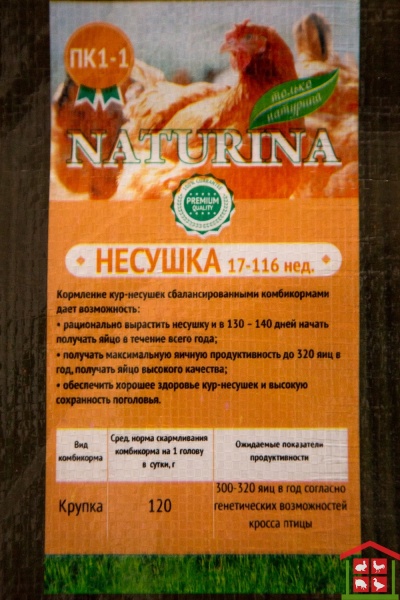 ПК1-1
только
натурина
NATURINA
PREMIUM
QUALITY
НЕСУШКА 17-116 нед.
Кормление кур-несушек сбалансированными комбикормами
дает возможность:
• рационально вырастить несушку и в 130 – 140 дней начать
получать яйцо в течение всего года;
• получать максимальную яичную продуктивность до 320 яиц в
год, получать яйцо высокого качества;
• обеспечить хорошее здоровье кур-несушек и высокую
сохранность поголовья.
Вид
комбикорма
Сред. норма скармливания
комбикорма на 1 голову
в сутки, г
Ожидаемые показатели
продуктивности
Крупка
120
300-320 яиц в год согласно
генетических возможностей
кросса птицы